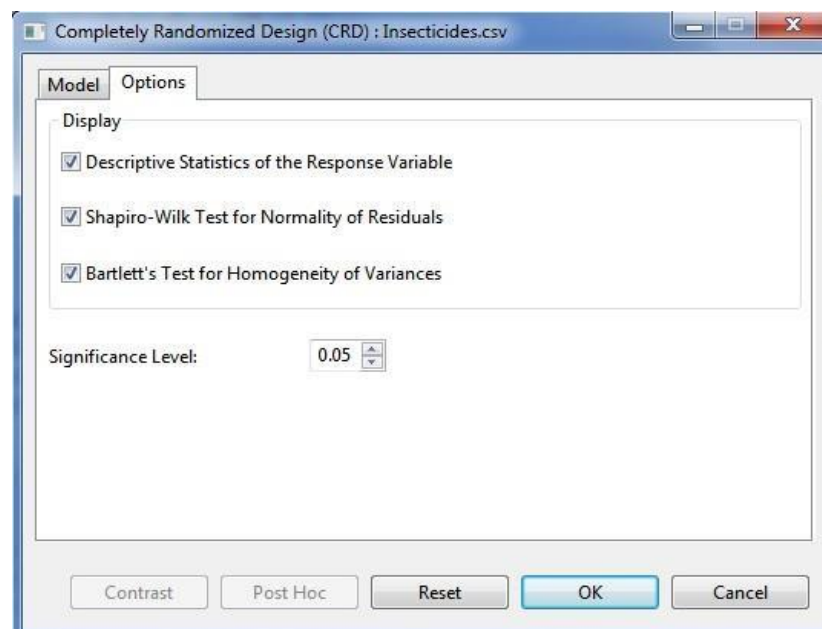 Completely Randomized Design (CRD) : Insecticides.csv
Model Options
Display
Descriptive Statistics of the Response Variable
Shapiro-Wilk Test for Normality of Residuals
Bartlett's Test for Homogeneity of Variances
Significance Level: 0.05
Contrast Post Hoc Reset OK Cancel